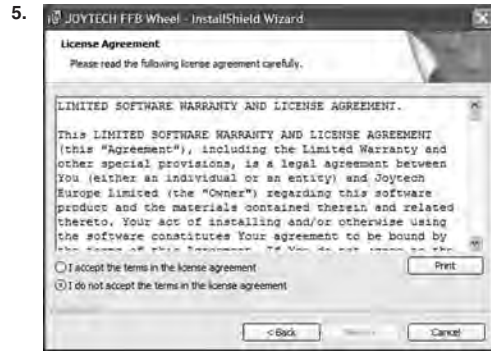 5.
JOYTECH FFB Wheel - InstallShield Wizard
License Agreement
Please read the following license agreement carefully.
LIMITED SOFTWARE WARRANTY AND LICENSE AGREEMENT.
This LIMITED SOFTWARE WARRANTY AND LICENSE AGREEMENT
(this "Agreement"), including the Limited Warranty and
other special provisions, is a legal agreement between
You (either an individual or an entity) and Joytech
Europe Limited (the "Owner") regarding this software
product and the materials contained therein and related
thereto. Your act of installing and/or otherwise using
the software constitutes Your agreement to be bound by
I accept the terms in the license agreement
Print
I do not accept the terms in the license agreement
< Back
Cancel